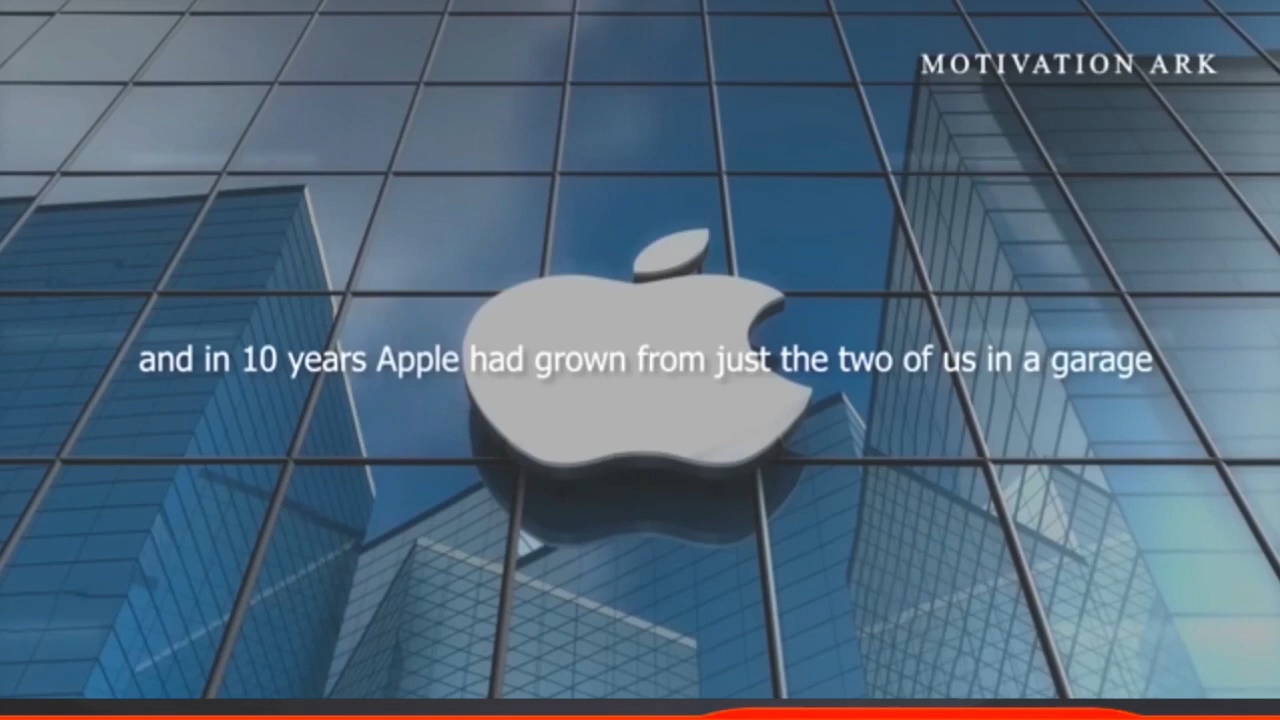 MOTIVATION ARK
and in 10 years Apple had grown from just the two of us in a garage